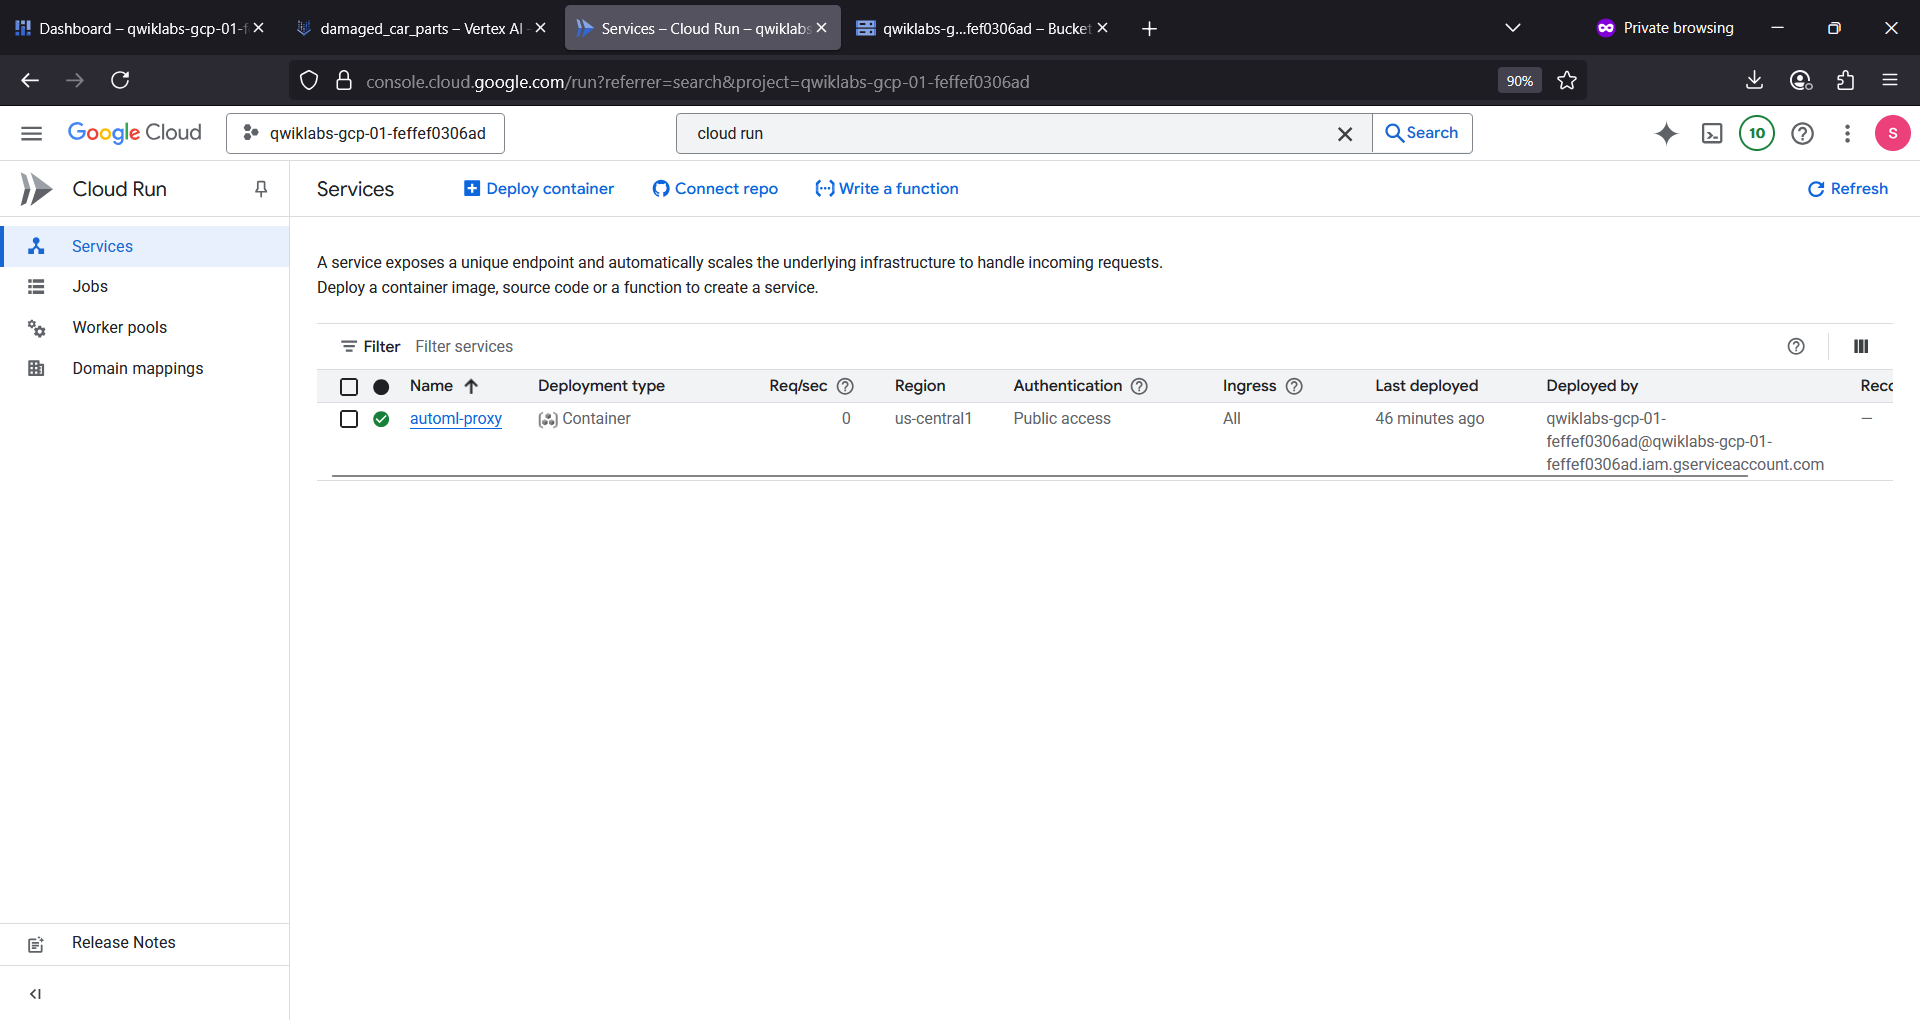 Dashboard – qwiklabs-gcp-01-f
damaged_car_parts – Vertex AI
Services – Cloud Run – qwiklabs
qwiklabs-g...fef0306ad – Bucket
Private browsing
console.cloud.google.com/run?referrer=search&project=qwiklabs-gcp-01-feffef0306ad
90%
Google Cloud
qwiklabs-gcp-01-feffef0306ad
cloud run
Search
10
S
Cloud Run
Services
Deploy container
Connect repo
Write a function
Refresh
Services
Jobs
Worker pools
Domain mappings
A service exposes a unique endpoint and automatically scales the underlying infrastructure to handle incoming requests.
Deploy a container image, source code or a function to create a service.
Filter Filter services
Name Deployment type Req/sec Region Authentication Ingress Last deployed Deployed by Reco
automl-proxy Container 0 us-central1 Public access All 46 minutes ago qwiklabs-gcp-01- –
feffef0306ad@qwiklabs-gcp-01-
feffef0306ad.iam.gserviceaccount.com
Release Notes